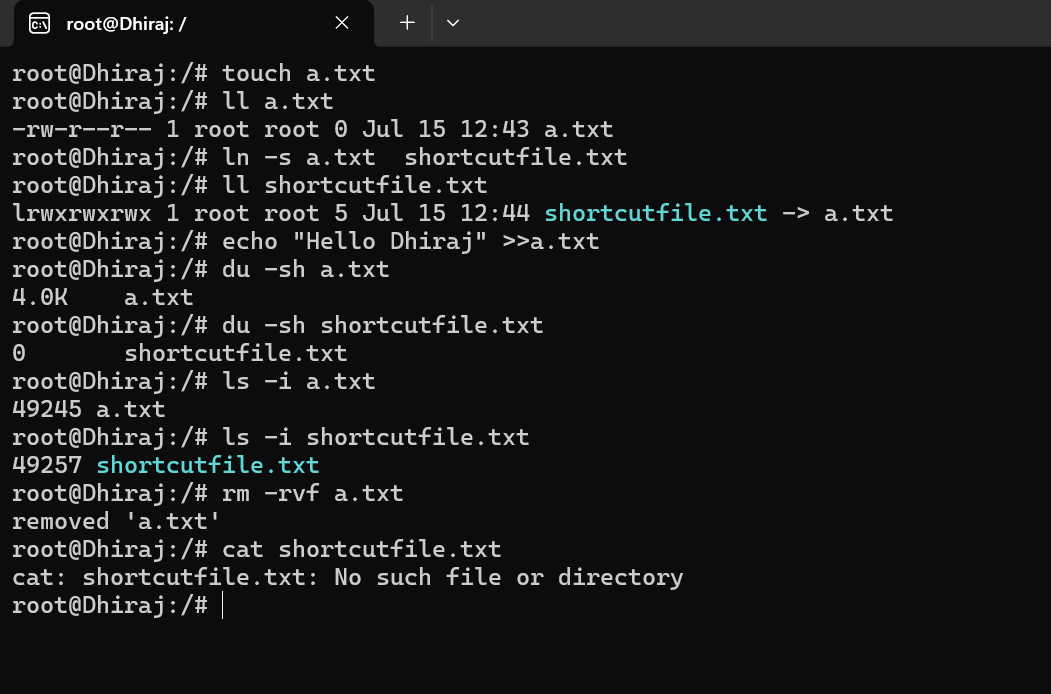 root@Dhiraj: /
root@Dhiraj:/# touch a.txt
root@Dhiraj:/# ll a.txt
-rw-r--r-- 1 root root 0 Jul 15 12:43 a.txt
root@Dhiraj:/# ln -s a.txt  shortcutfile.txt
root@Dhiraj:/# ll shortcutfile.txt
lrwxrwxrwx 1 root root 5 Jul 15 12:44 shortcutfile.txt -> a.txt
root@Dhiraj:/# echo "Hello Dhiraj" >>a.txt
root@Dhiraj:/# du -sh a.txt
4.0K    a.txt
root@Dhiraj:/# du -sh shortcutfile.txt
0       shortcutfile.txt
root@Dhiraj:/# ls -i a.txt
49245 a.txt
root@Dhiraj:/# ls -i shortcutfile.txt
49257 shortcutfile.txt
root@Dhiraj:/# rm -rvf a.txt
removed 'a.txt'
root@Dhiraj:/# cat shortcutfile.txt
cat: shortcutfile.txt: No such file or directory
root@Dhiraj:/#